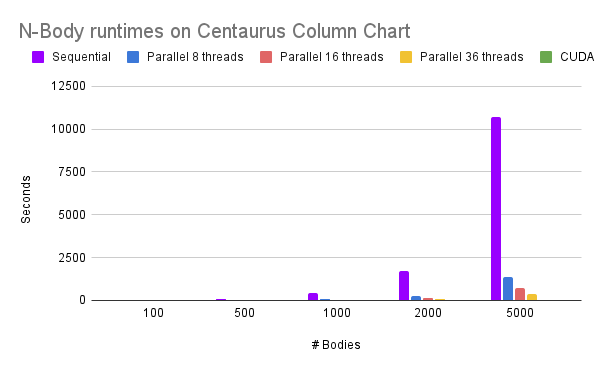 N-Body runtimes on Centaurus Column Chart
Sequential Parallel 8 threads Parallel 16 threads Parallel 36 threads CUDA
12500
10000
7500
5000
2500
0
Seconds
100 500 1000 2000 5000
# Bodies